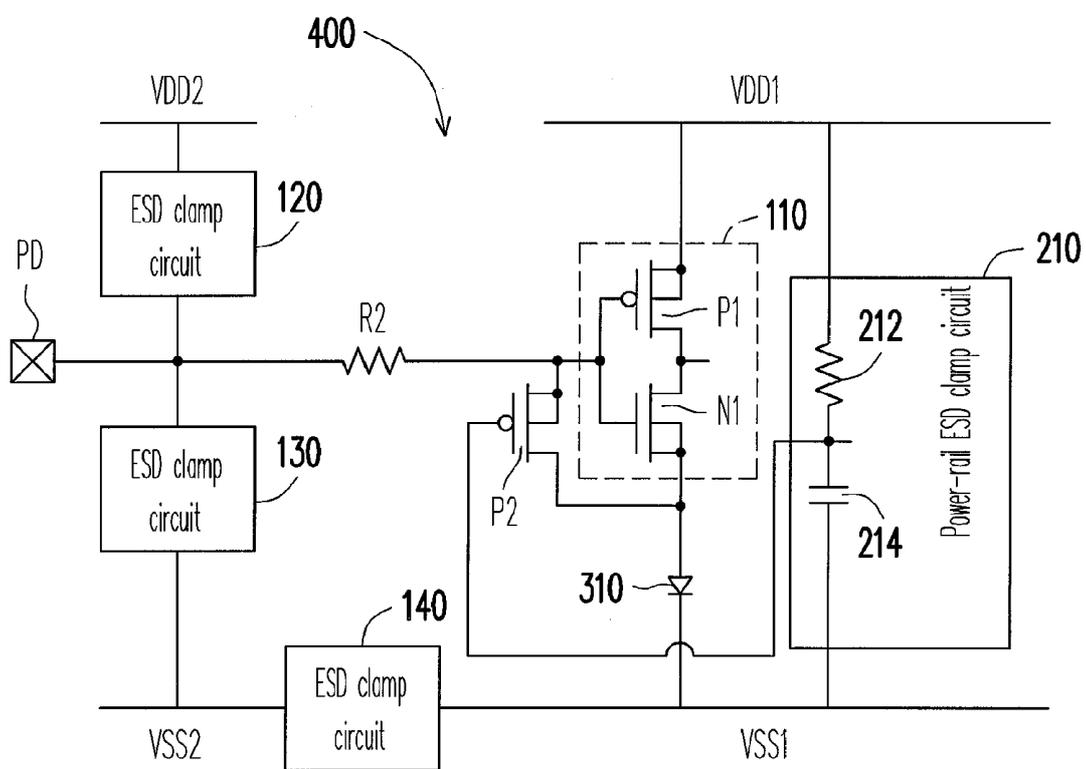 400
VDD2
VDD1
ESD clamp
circuit
120
110
210
PD
R2
P1
N1
212
Power-rail ESD clamp circuit
ESD clamp
circuit
130
P2
214
310
140
ESD clamp
circuit
VSS2
VSS1